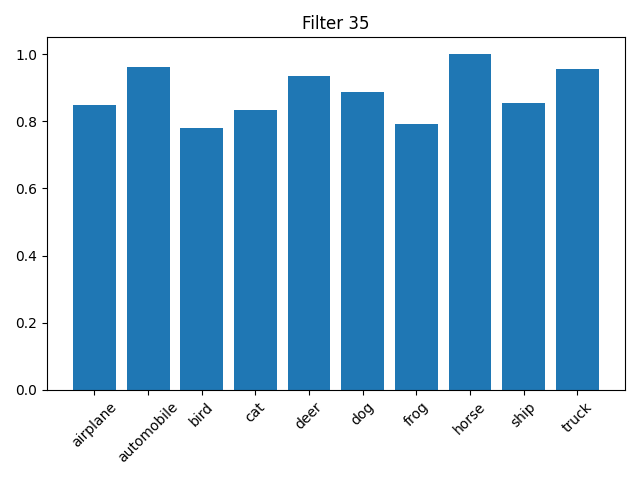 Filter 35
1.0
0.8
0.6
0.4
0.2
0.0
airplane
automobile
bird
cat
deer
dog
frog
horse
ship
truck